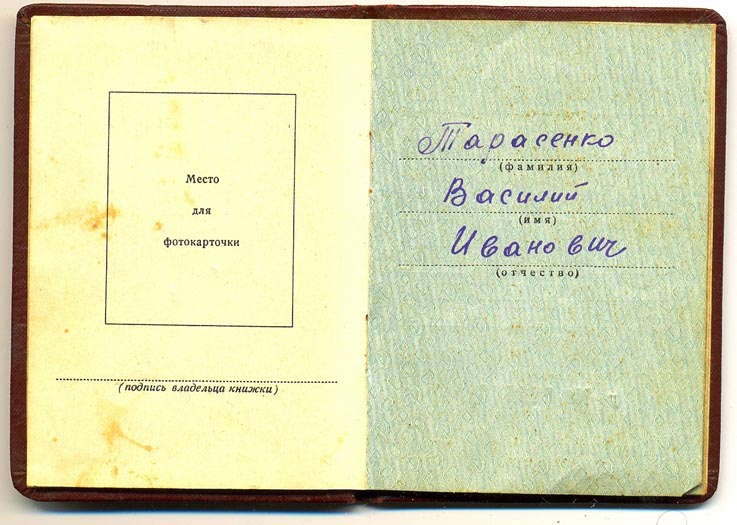 Место
для
фотокарточки
(подпись владельца книжки)
Тарасенко
(фамилия)
Василий
(имя)
Иванович
(отчество)